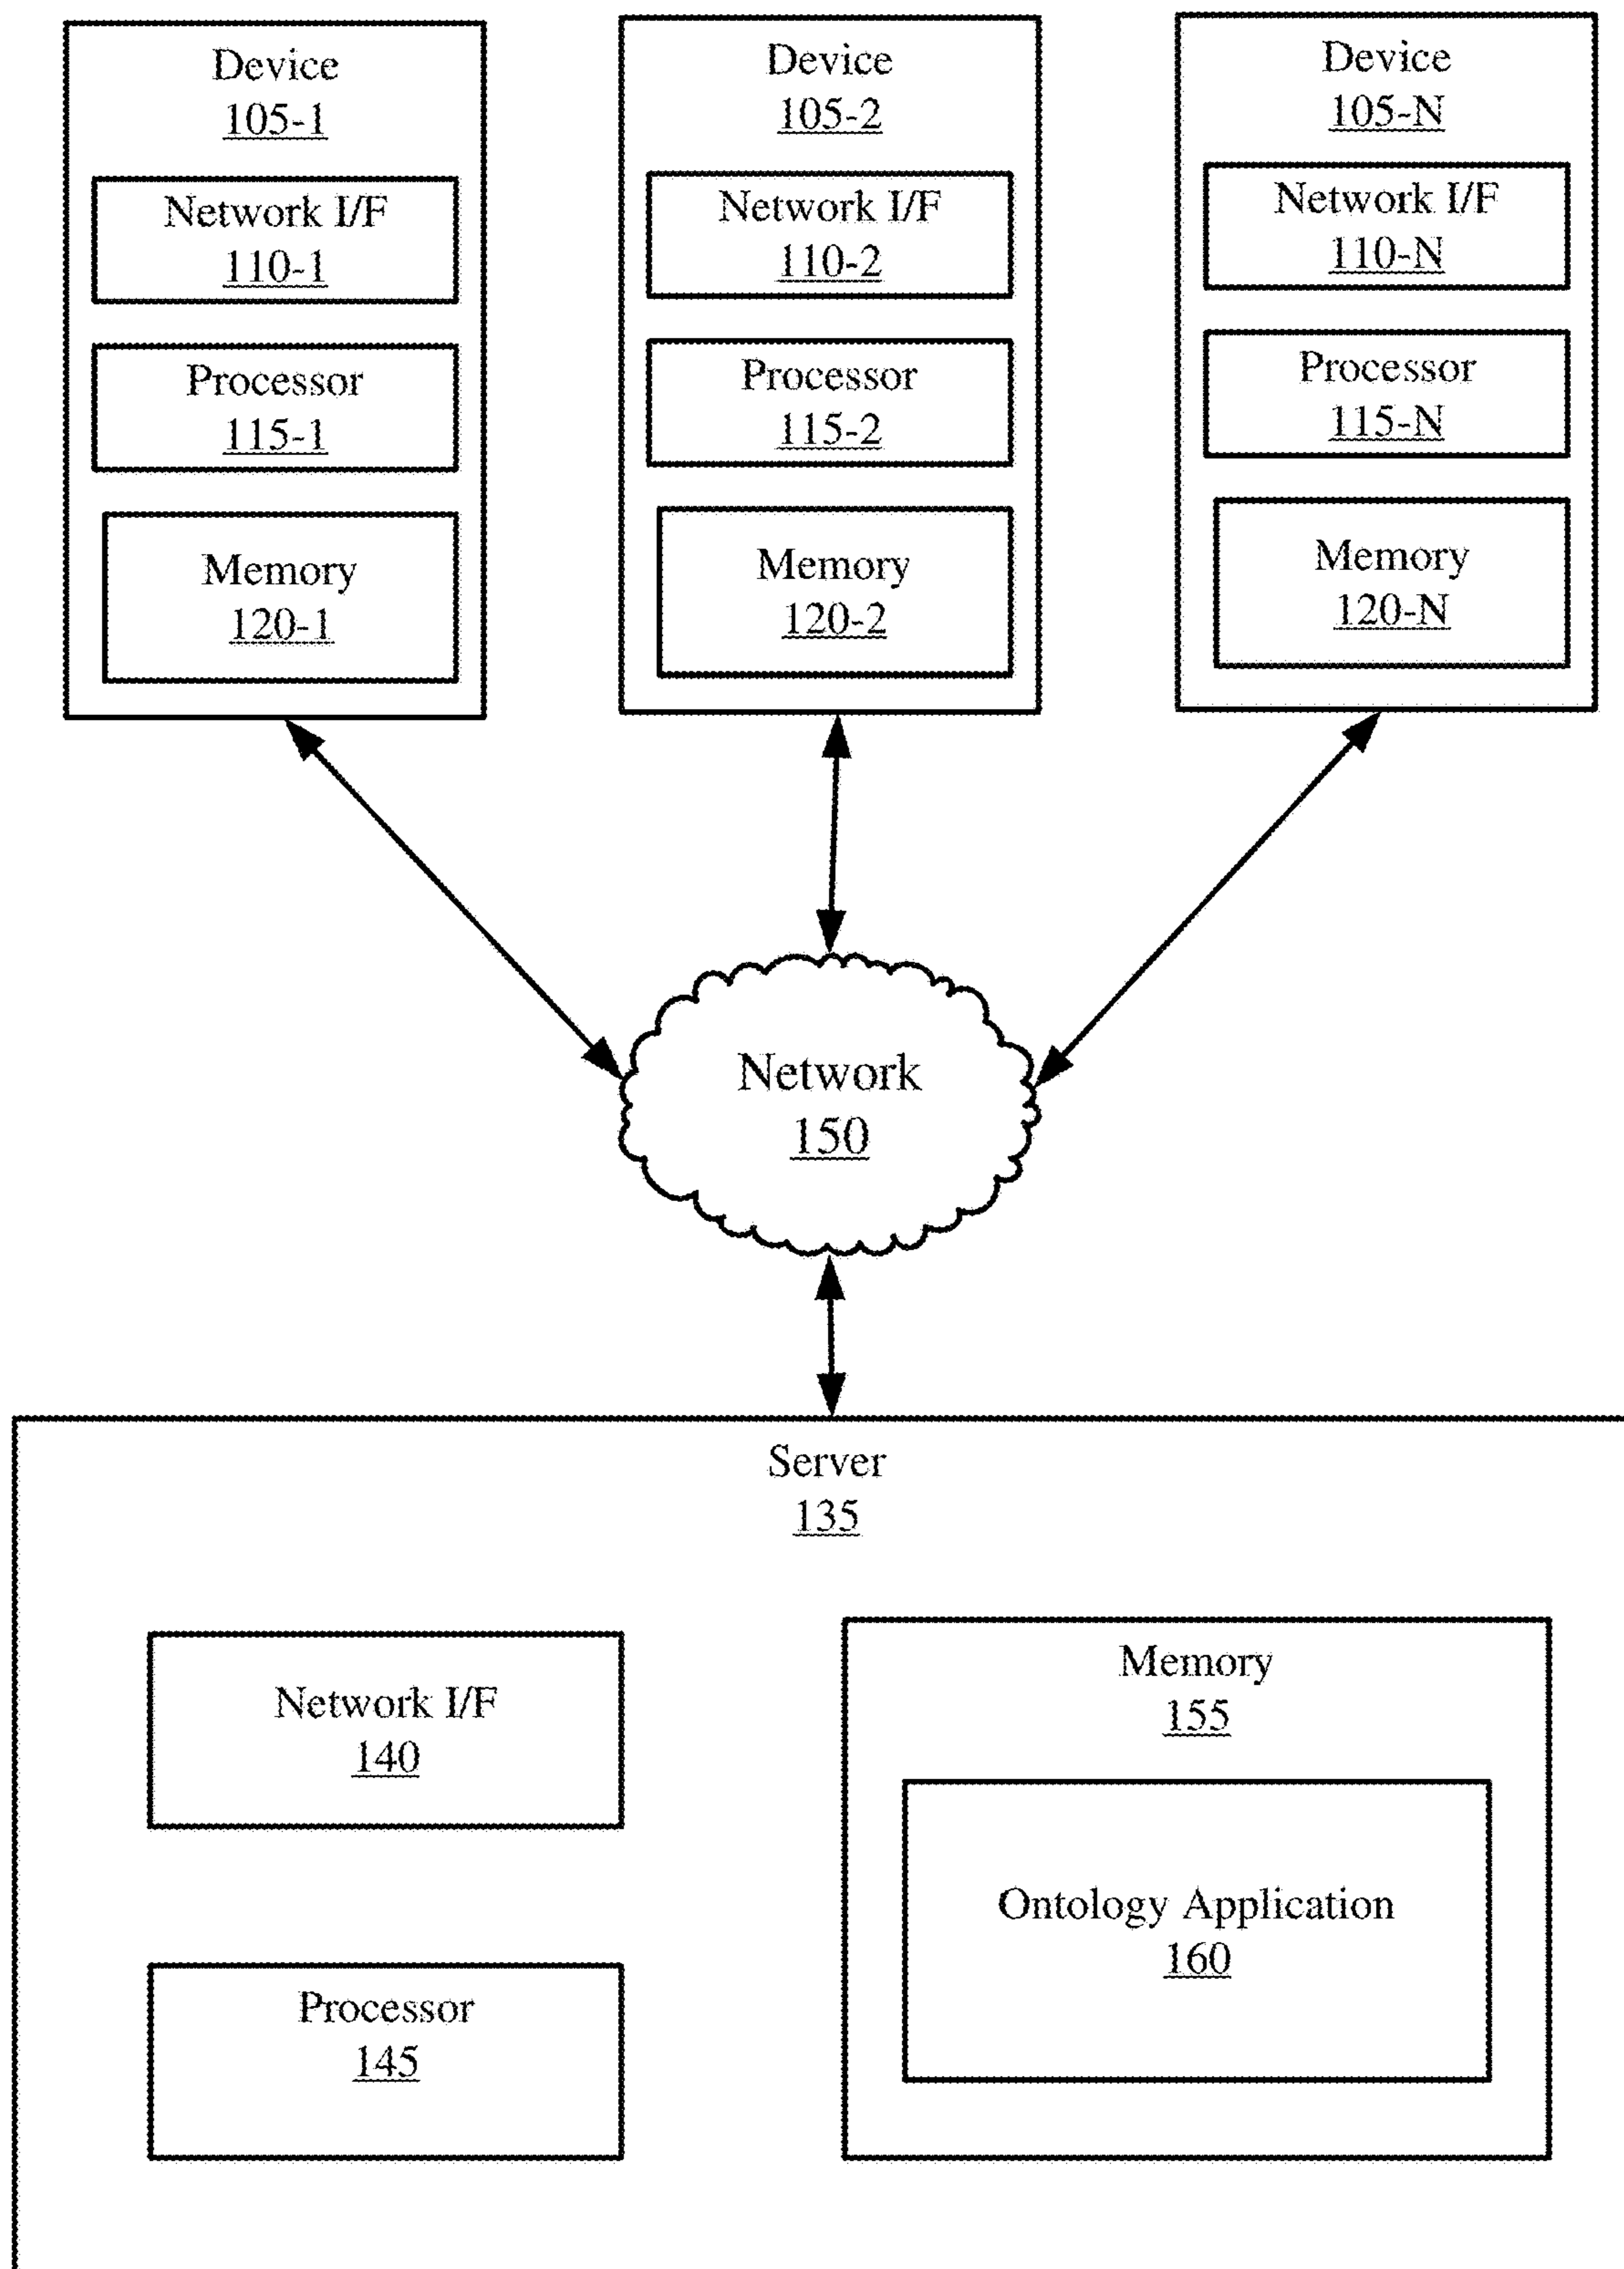 Device
105-1
Network I/F
110-1
Processor
115-1
Memory
120-1
Device
105-2
Network I/F
110-2
Processor
115-2
Memory
120-2
Device
105-N
Network I/F
110-N
Processor
115-N
Memory
120-N
Network
150
Server
135
Network I/F
140
Processor
145
Memory
155
Ontology Application
160